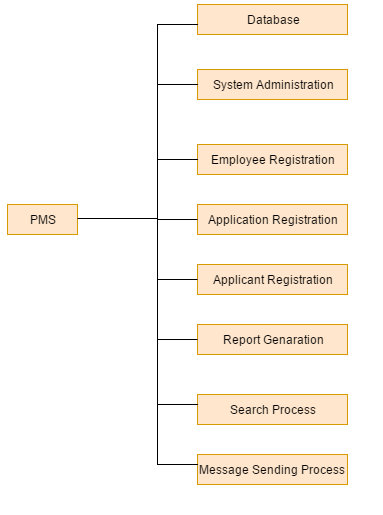 Database
System Administration
Employee Registration
PMS
Application Registration
Applicant Registration
Report Genaration
Search Process
Message Sending Process